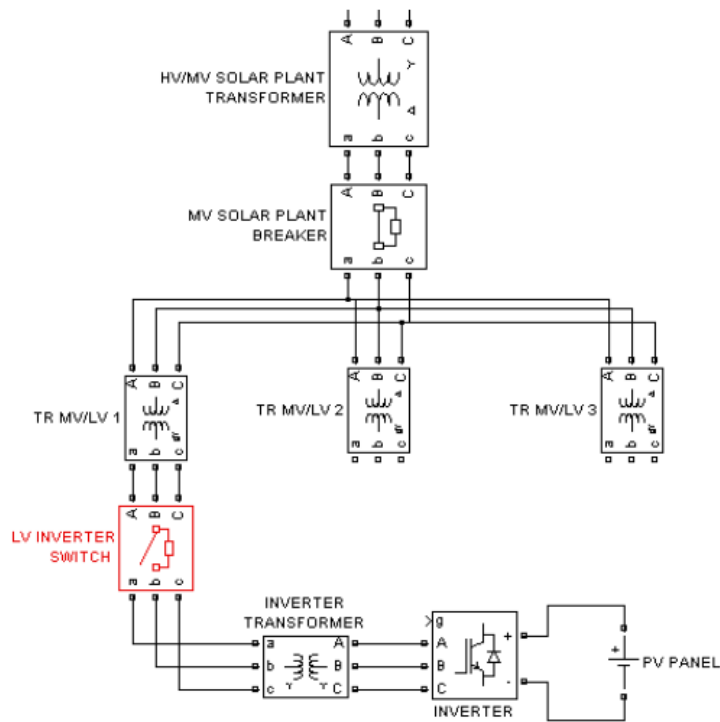 A B C
HV/MV SOLAR PLANT
TRANSFORMER
Y
Δ
a b c
A B C
MV SOLAR PLANT
BREAKER
a b c
A B C
TR MV/LV 1
Δ
a b c
A B C
TR MV/LV 2
Δ
a b c
A B C
TR MV/LV 3
Δ
a b c
A B C
LV INVERTER
SWITCH
a b c
INVERTER
TRANSFORMER
a A
b B
c C
Y Y
g
A +
B
C -
INVERTER
+
PV PANEL